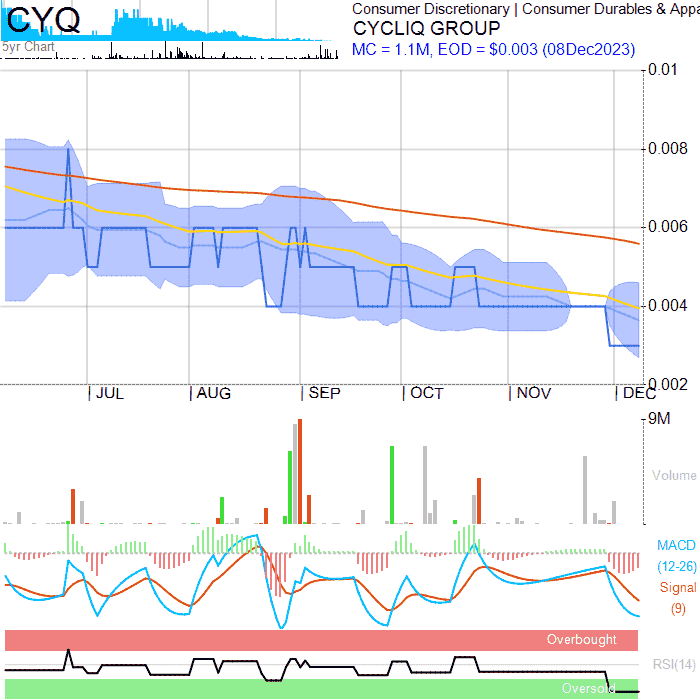 CYQ
5yr Chart
Consumer Discretionary | Consumer Durables & Appa
CYCLIQ GROUP
MC = 1.1M, EOD = $0.003 (08Dec2023)
0.01
0.008
0.006
0.004
0.002
JUL AUG SEP OCT NOV DEC
9M
Volume
MACD
(12-26)
Signal
(9)
Overbought
RSI(14)
Oversold